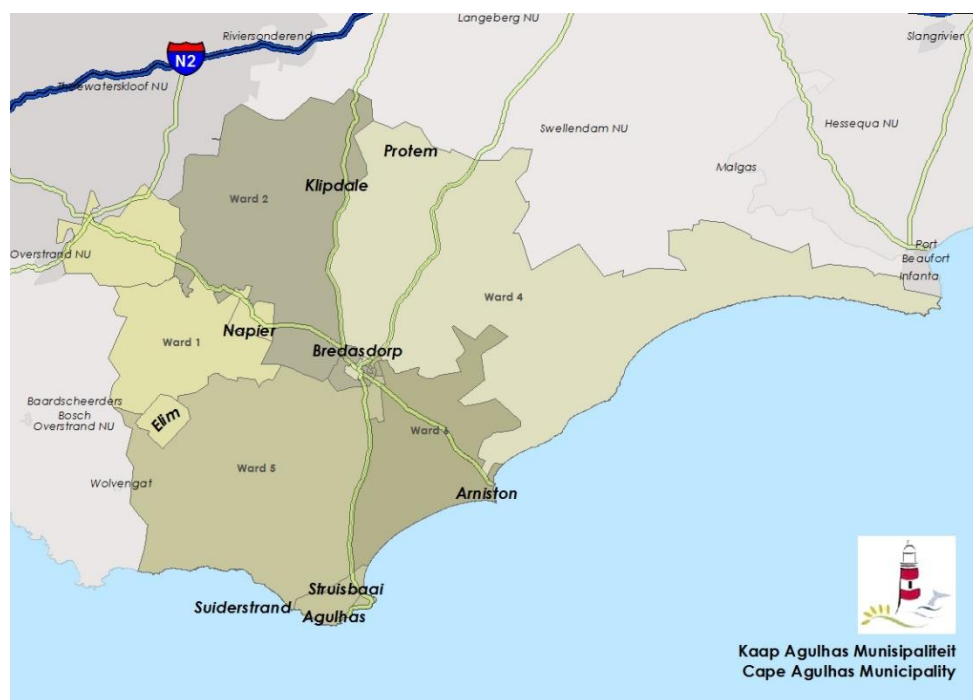 Langeberg NU
Riviersonderend
Slangrivier
N2
Theewaterskloof NU
Hessequa NU
Swellendam NU
Protem
Malgas
Klipdale
Ward 2
Overstrand NU
Port
Beaufort
Infanta
Ward 4
Napier
Ward 1
Bredasdorp
Baardscheerders
Bosch
Overstrand NU
Elim
Ward 6
Ward 5
Wolvengat
Arniston
Struisbaai
Suiderstrand
Agulhas
Kaap Agulhas Munisipaliteit
Cape Agulhas Municipality